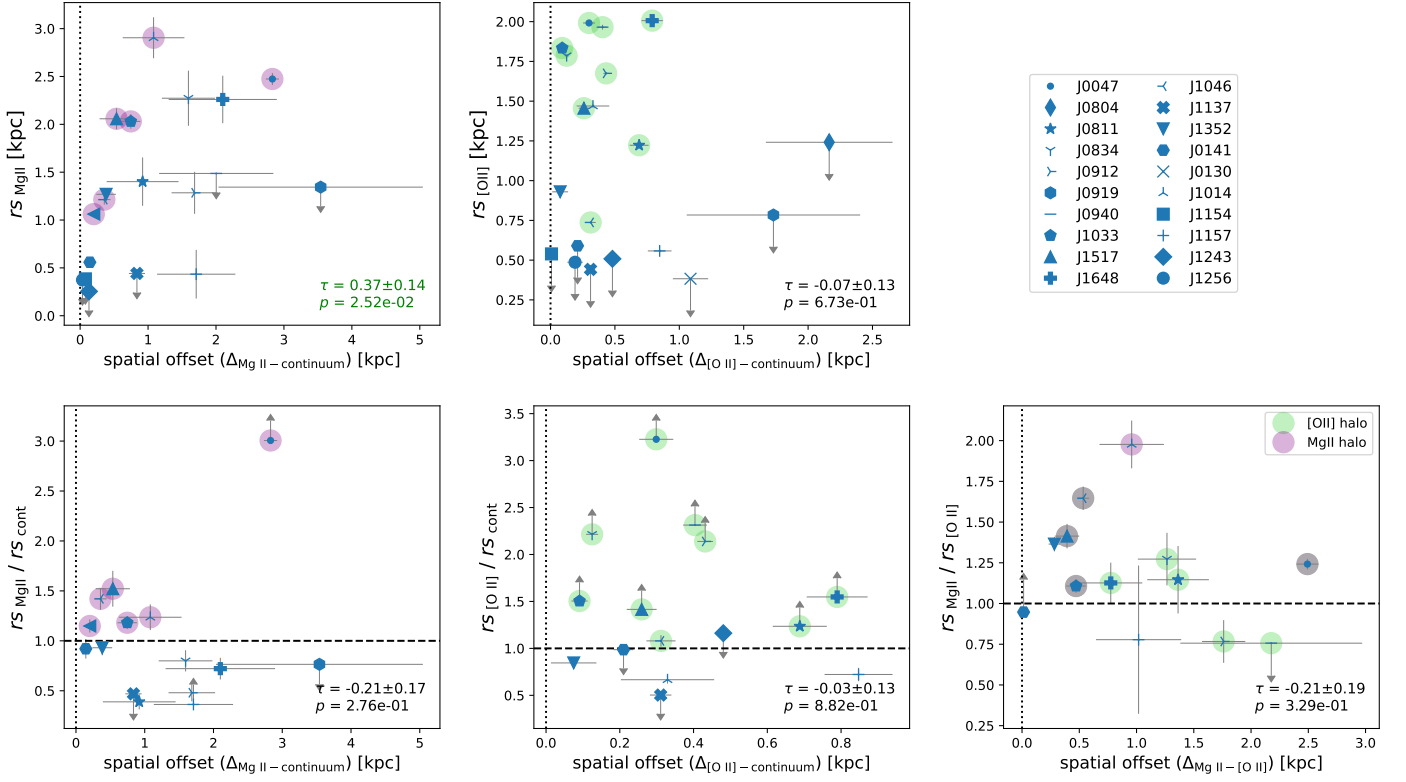 3.0
2.5
2.0
1.5
1.0
0.5
0.0
rs MgII [kpc]
τ = 0.37±0.14
p = 2.52e-02
0 1 2 3 4 5
spatial offset (Δ Mg II − continuum) [kpc]
2.00
1.75
1.50
1.25
1.00
0.75
0.50
0.25
rs [OII] [kpc]
τ = -0.07±0.13
p = 6.73e-01
0.0 0.5 1.0 1.5 2.0 2.5
spatial offset (Δ [O II] − continuum) [kpc]
J0047 J1046
J0804 J1137
J0811 J1352
J0834 J0141
J0912 J0130
J0919 J1014
J0940 J1154
J1033 J1157
J1517 J1243
J1648 J1256
3.0
2.5
2.0
1.5
1.0
0.5
rs MgII / rs cont
τ = -0.21±0.17
p = 2.76e-01
0 1 2 3 4 5
spatial offset (Δ Mg II − continuum) [kpc]
3.5
3.0
2.5
2.0
1.5
1.0
0.5
rs [O II] / rs cont
τ = -0.03±0.13
p = 8.82e-01
0.0 0.2 0.4 0.6 0.8
spatial offset (Δ [O II] − continuum) [kpc]
[OII] halo
MgII halo
2.00
1.75
1.50
1.25
1.00
0.75
0.50
0.25
rs MgII / rs [O II]
τ = -0.21±0.19
p = 3.29e-01
0.0 0.5 1.0 1.5 2.0 2.5 3.0
spatial offset (Δ Mg II − [O II]) [kpc]